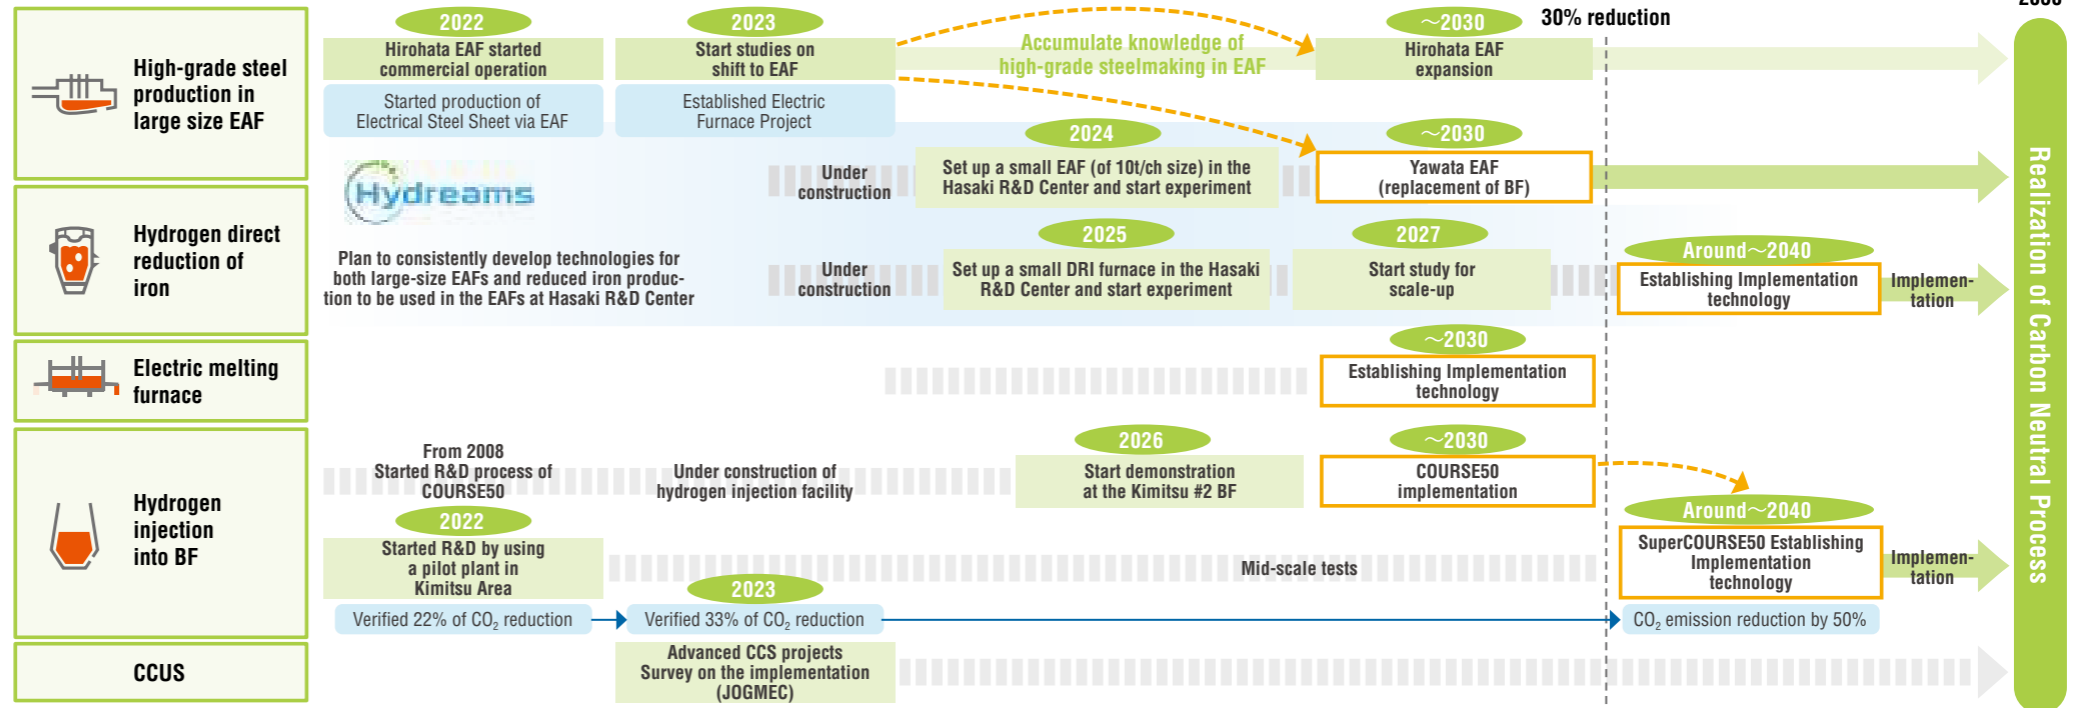 2022
2023
~2030
30% reduction
High-grade steel
production in
large size EAF
Hirohata EAF started
commercial operation
Started production of
Electrical Steel Sheet via EAF
Start studies on
shift to EAF
Established Electric
Furnace Project
Accumulate knowledge of
high-grade steelmaking in EAF
Hirohata EAF
expansion
2024
~2030
Under
construction
Set up a small EAF (of 10t/ch size) in the
Hasaki R&D Center and start experiment
Yawata EAF
(replacement of BF)
Hydreams
Hydrogen direct
reduction of
iron
Plan to consistently develop technologies for
both large-size EAFs and reduced iron produc-
tion to be used in the EAFs at Hasaki R&D Center
2025
2027
Around~2040
Under
construction
Set up a small DRI furnace in the Hasaki
R&D Center and start experiment
Start study for
scale-up
Establishing Implementation
technology
Implemen-
tation
Electric melting
furnace
~2030
Establishing Implementation
technology
Hydrogen
injection
into BF
From 2008
Started R&D process of
COURSE50
Under construction of
hydrogen injection facility
2026
Start demonstration
at the Kimitsu #2 BF
~2030
COURSE50
implementation
2022
Started R&D by using
a pilot plant in
Kimitsu Area
Mid-scale tests
Around~2040
SuperCOURSE50 Establishing
Implementation
technology
Implemen-
tation
Verified 22% of CO2 reduction
2023
Verified 33% of CO2 reduction
CO2 emission reduction by 50%
CCUS
Advanced CCS projects
Survey on the implementation
(JOGMEC)
Realization of Carbon Neutral Process